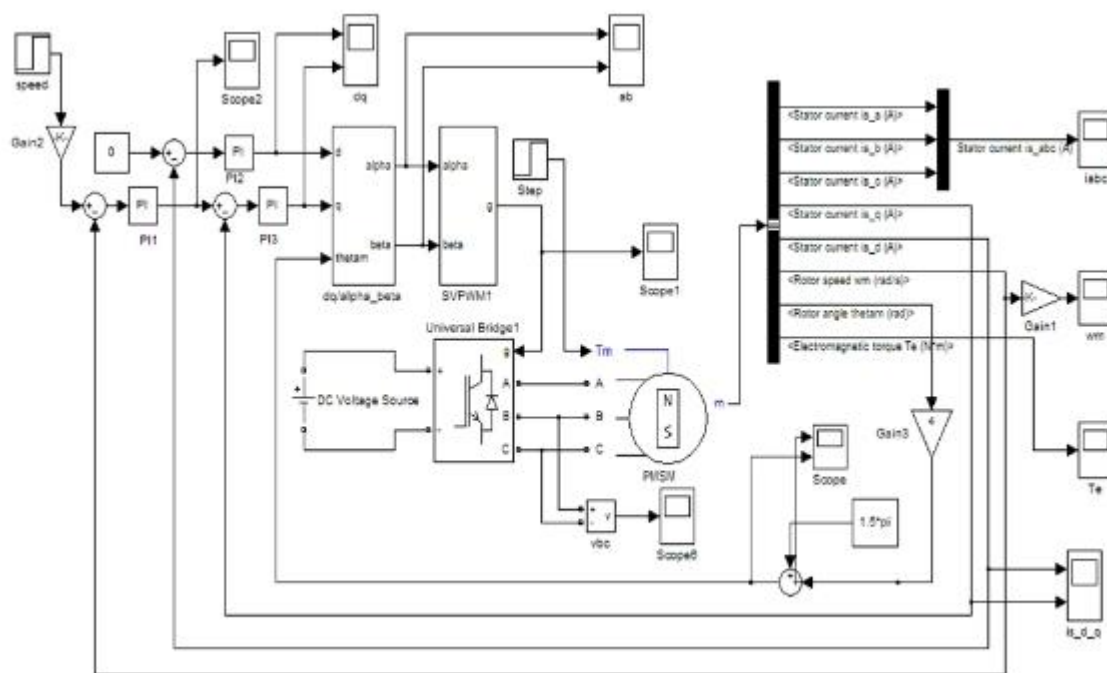 speed
Gain2
K-
0
+
-
+
-
PI
PI1
PI
PI2
+
-
PI
PI3
Scope2
dq
d
q
thetam
alpha
beta
dq/alpha_beta
alpha
beta
g
SVPWM1
ab
Step
Scope1
Universal Bridge1
g
+
-
A
B
C
+
DC Voltage Source
Tm
A
B
C
N
S
m
PMSM
+
-
v
vbc
Scope6
<Stator current is_a (A)>
<Stator current is_b (A)>
<Stator current is_c (A)>
<Stator current is_q (A)>
<Stator current is_d (A)>
<Rotor speed wm (rad/s)>
<Rotor angle thetam (rad)>
<Electromagnetic torque Te (N*m)>
Stator current is_abc (A)
iabc
K-
Gain1
wm
4
Gain3
Te
Scope
1.5*pi
is_d_q